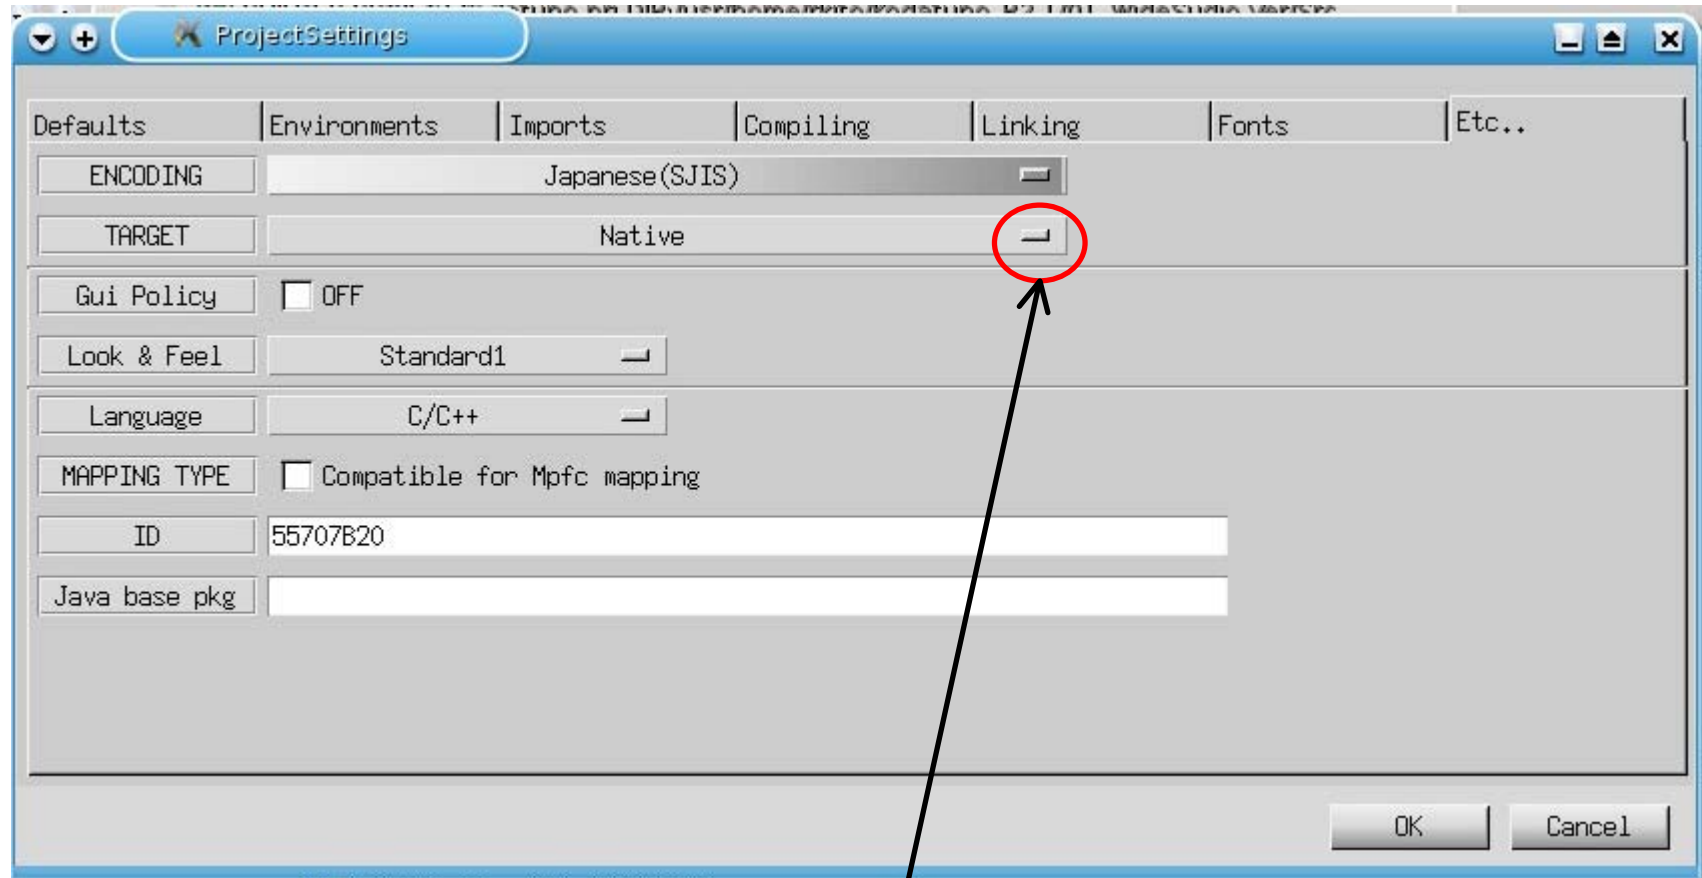 ProjectSettings
Defaults Environments Imports Compiling Linking Fonts Etc..
ENCODING Japanese(SJIS)
TARGET Native
Gui Policy OFF
Look & Feel Standard1
Language C/C++
MAPPING TYPE Compatible for Mpfc mapping
ID 55707B20
Java base pkg
OK Cancel